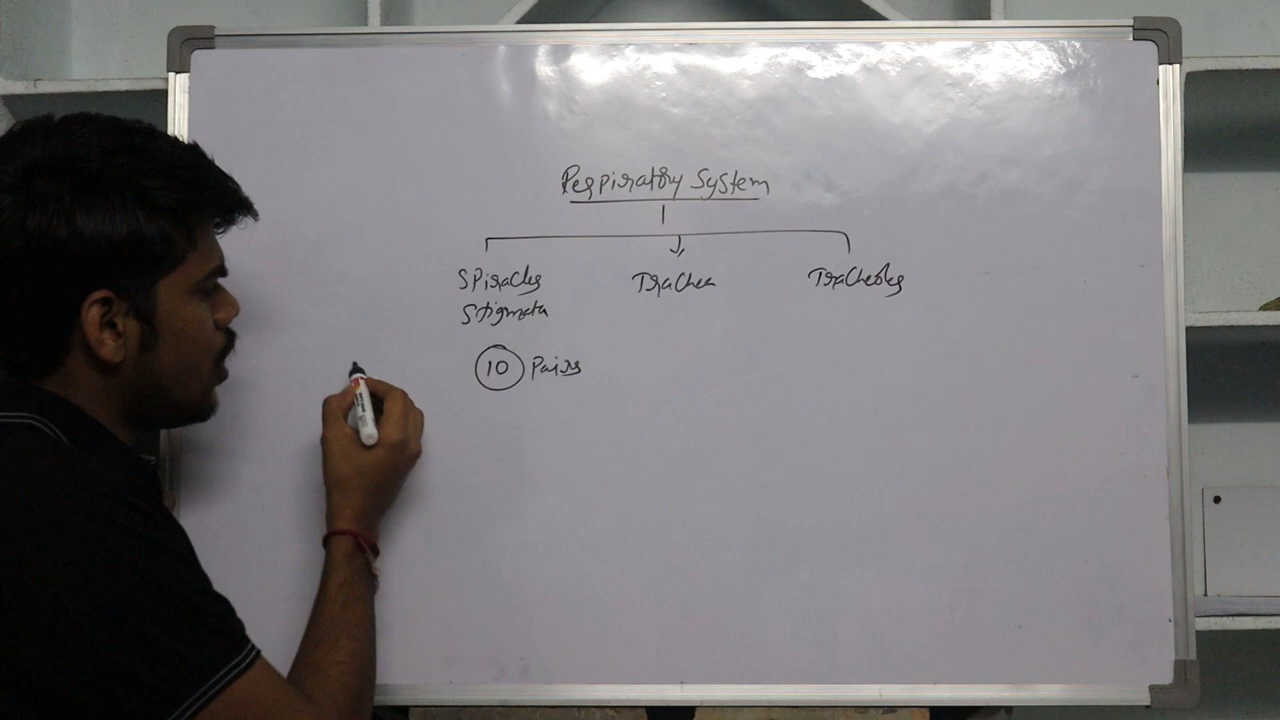 Respiratory System
Spiracles Trachea Tracheoles
Stigmata
10 Pairs